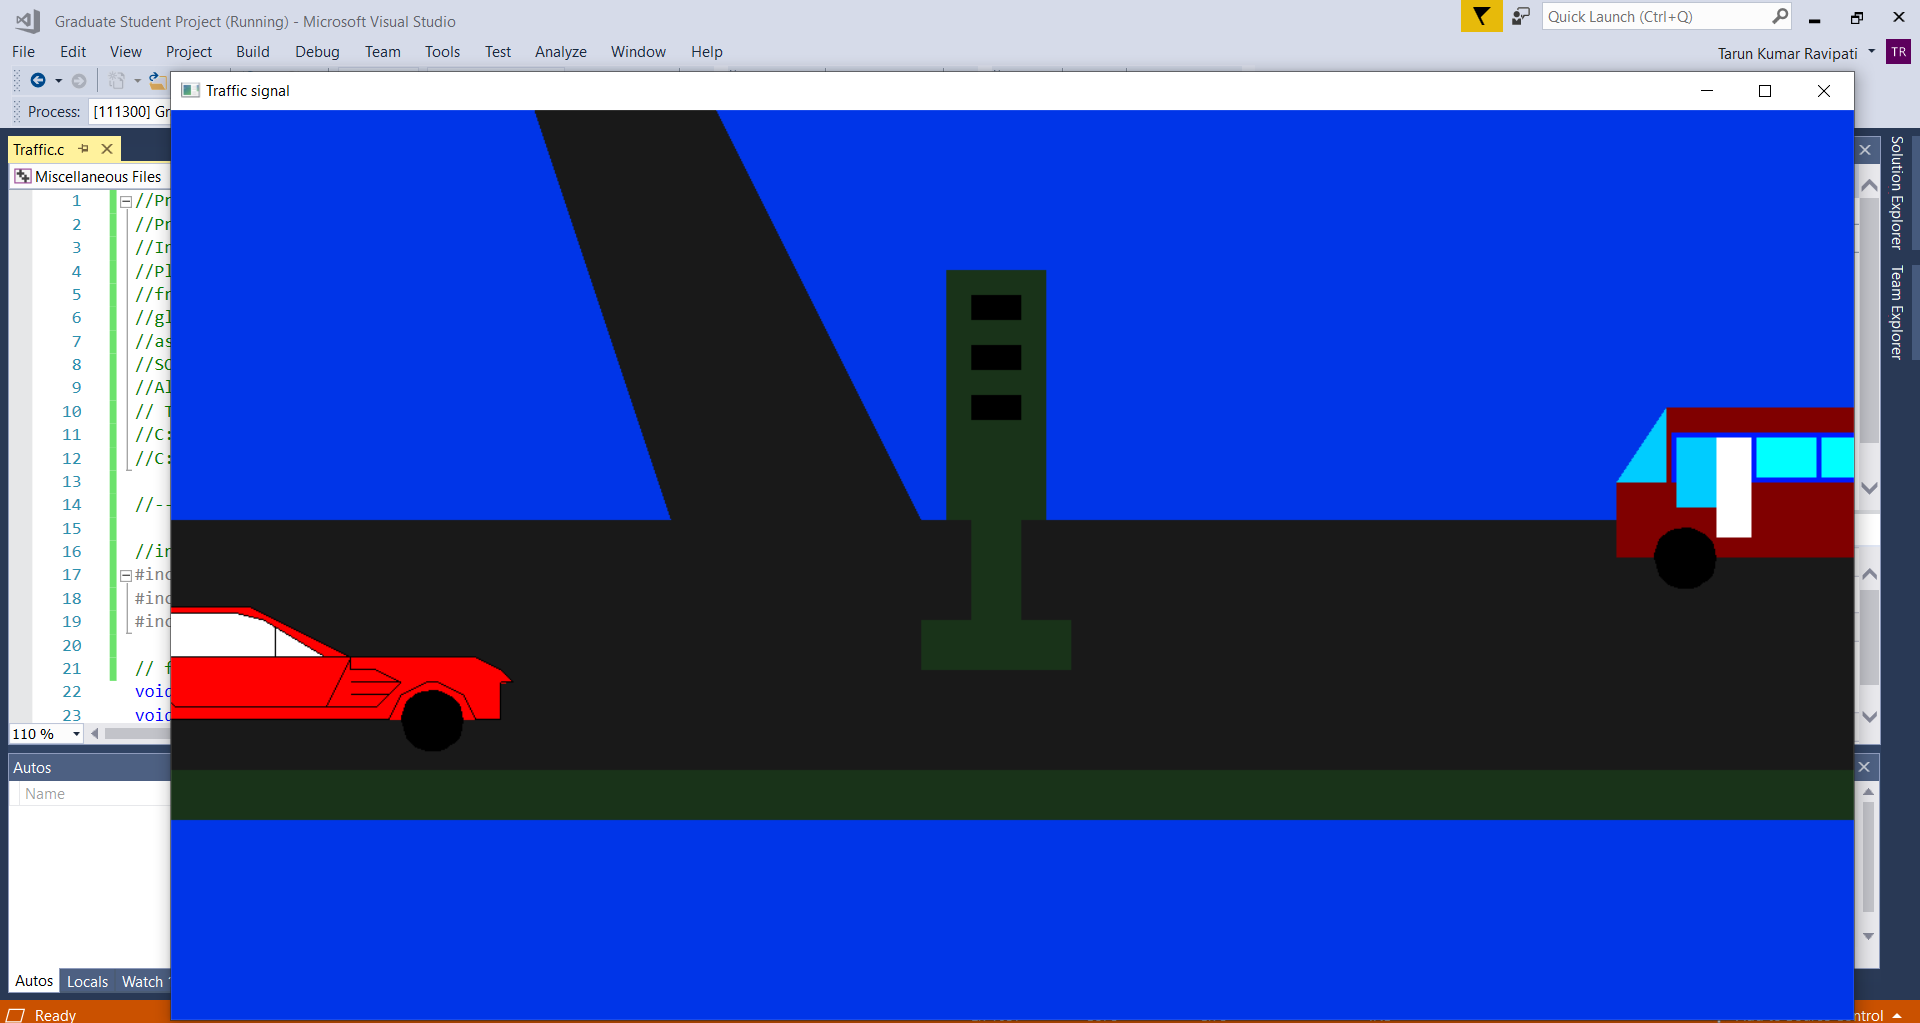 Graduate Student Project (Running) - Microsoft Visual Studio
Quick Launch (Ctrl+Q)
File Edit View Project Build Debug Team Tools Test Analyze Window Help
Tarun Kumar Ravipati TR
Traffic signal
Process: [111300] Gr
Traffic.c
Miscellaneous Files
Solution Explorer
Team Explorer
1 //Pr
2 //Pr
3 //In
4 //Pl
5 //fr
6 //gl
7 //as
8 //SO
9 //Al
10 // T
11 //C:
12 //C:
13
14 //--
15
16 //in
17 #inc
18 #inc
19 #inc
20
21 // f
22 void
23 void
110 %
Autos
Name
Autos Locals Watch
Ready